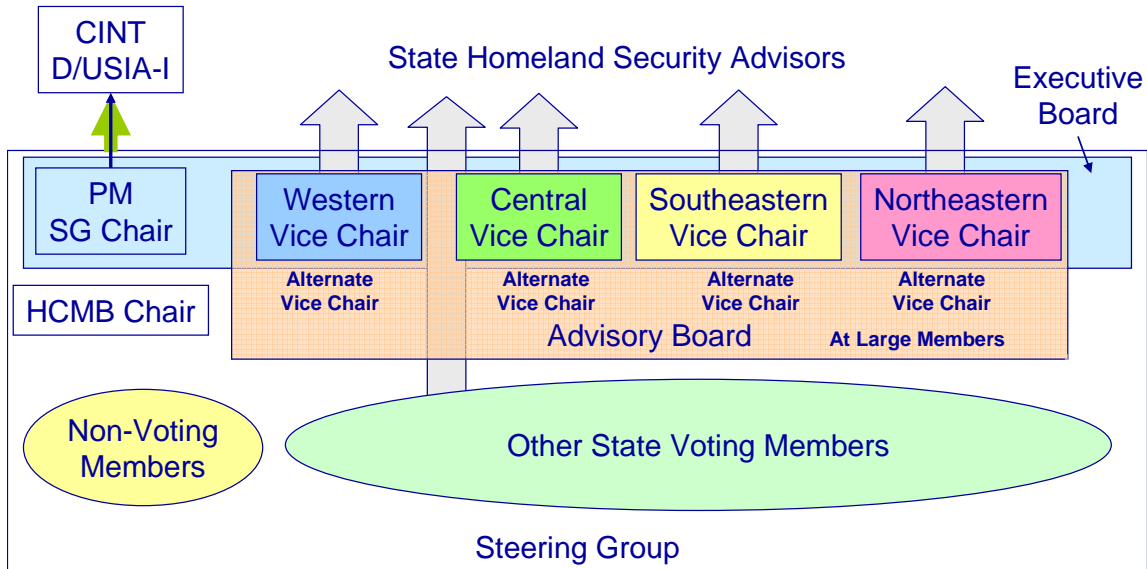 CINT
D/USIA-I
State Homeland Security Advisors
Executive
Board
PM
SG Chair
Western
Vice Chair
Central
Vice Chair
Southeastern
Vice Chair
Northeastern
Vice Chair
Alternate
Vice Chair
Alternate
Vice Chair
Alternate
Vice Chair
Alternate
Vice Chair
HCMB Chair
Advisory Board
At Large Members
Non-Voting
Members
Other State Voting Members
Steering Group